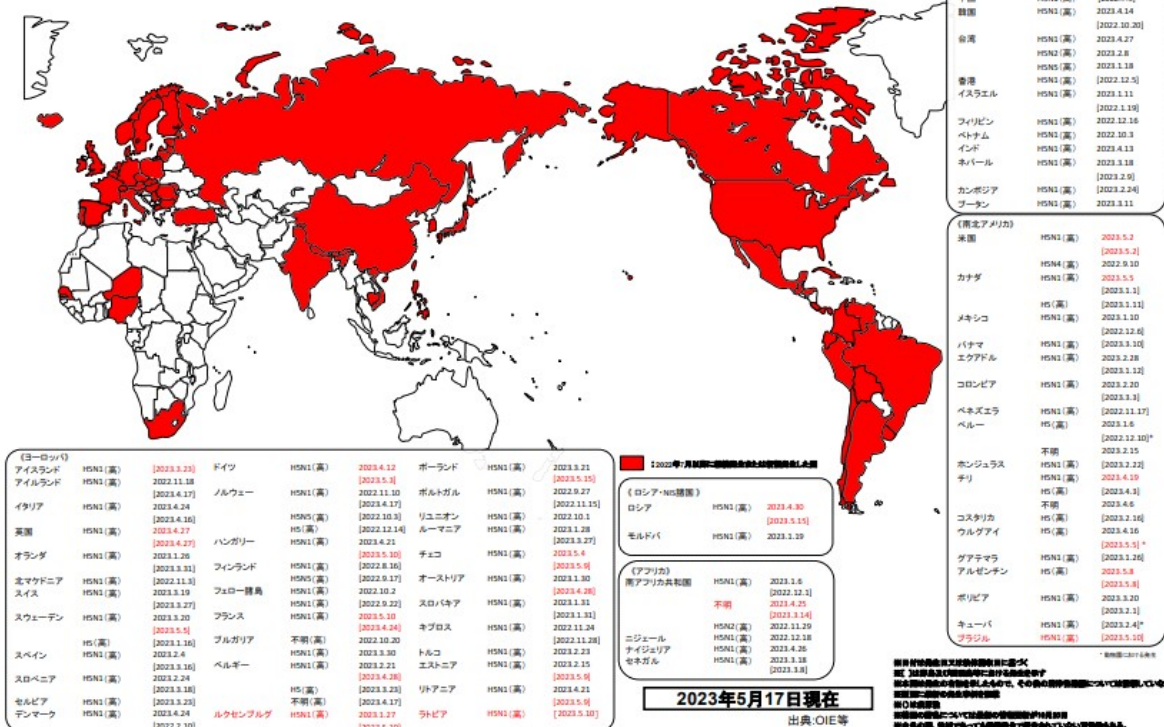 韓国 H5N1(高) 2023.4.14
[2022.10.20]
台湾 H5N1(高) 2023.4.27
H5N2(高) 2023.2.8
H5N5(高) 2023.1.18
香港 H5N1(高) [2022.12.5]
イスラエル H5N1(高) 2023.1.11
[2022.1.19]
フィリピン H5N1(高) 2022.12.16
ベトナム H5N1(高) 2022.10.3
インド H5N1(高) 2023.4.13
ネパール H5N1(高) 2023.3.18
[2023.2.9]
カンボジア H5N1(高) [2023.2.24]
ブータン H5N1(高) 2023.3.11
《南北アメリカ》
米国 H5N1(高) 2023.5.2
[2023.5.2]
H5N4(高) 2022.9.10
カナダ H5N1(高) 2023.5.5
[2023.1.1]
H5(高) [2023.1.11]
メキシコ H5N1(高) 2023.1.10
[2022.12.6]
パナマ H5N1(高) [2023.3.10]
エクアドル H5N1(高) 2023.2.28
[2023.1.12]
コロンビア H5N1(高) 2023.2.20
[2023.3.3]
ベネズエラ H5N1(高) [2022.11.17]
ペルー H5(高) 2023.1.6
[2022.12.10]*
不明 2023.2.15
ホンジュラス H5N1(高) [2023.2.22]
チリ H5N1(高) 2023.4.19
H5(高) [2023.4.3]
不明 2023.4.6
コスタリカ H5(高) [2023.2.16]
ウルグアイ H5(高) 2023.4.16
[2023.5.5] *
グアテマラ H5N1(高) [2023.1.26]
アルゼンチン H5(高) 2023.5.8
[2023.5.8]
ボリビア H5N1(高) 2023.3.20
[2023.2.1]
キューバ H5N1(高) [2023.2.4]*
ブラジル H5N1(高) [2023.5.10]
《ヨーロッパ》
アイスランド H5N1(高) [2023.3.23] ドイツ H5N1(高) 2023.4.12 ポーランド H5N1(高) 2023.3.21
アイルランド H5N1(高) 2022.11.18 [2023.5.3] [2023.5.15]
[2023.4.17] ノルウェー H5N1(高) 2022.11.10 ポルトガル H5N1(高) 2022.9.27
イタリア H5N1(高) 2023.4.24 [2023.4.17] [2022.11.15]
[2023.4.16] H5N5(高) [2022.10.3] リュニオン H5N1(高) 2022.10.1
英国 H5N1(高) 2023.4.27 H5(高) [2022.12.14] ルーマニア H5N1(高) 2023.1.28
[2023.4.27] ハンガリー H5N1(高) 2023.4.21 [2023.3.27]
オランダ H5N1(高) 2023.1.26 [2023.5.10] チェコ H5N1(高) 2023.5.4
[2023.3.31] フィンランド H5N1(高) [2022.8.16] [2023.5.9]
北マケドニア H5N1(高) [2022.11.3] H5N5(高) [2022.9.17] オーストリア H5N1(高) 2023.1.30
スイス H5N1(高) 2023.3.19 フェロー諸島 H5N1(高) 2022.10.2 [2023.4.28]
[2023.3.27] [2022.9.22] スロバキア H5N1(高) 2023.1.31
スウェーデン H5N1(高) 2023.3.20 フランス H5N1(高) 2023.5.10 [2023.1.31]
[2023.5.5] [2023.4.24] キプロス H5N1(高) 2022.11.24
H5(高) [2023.1.16] ブルガリア 不明(高) 2022.10.20 [2022.11.28]
スペイン H5N1(高) 2023.2.4 H5N1(高) 2023.3.30 トルコ H5N1(高) 2023.2.23
[2023.3.16] ベルギー H5N1(高) 2023.2.21 エストニア H5N1(高) 2023.2.15
スロベニア H5N1(高) 2023.2.24 [2023.4.28] [2023.5.9]
[2023.3.18] H5(高) [2023.3.23] リトアニア H5N1(高) 2023.4.21
セルビア H5N1(高) [2023.3.23] 不明(高) [2023.4.17] [2023.5.9]
デンマーク H5N1(高) 2023.4.24 ルクセンブルグ H5N1(高) 2023.1.27 ラトビア H5N1(高) [2023.5.10]
《ロシア・NIS諸国》
ロシア H5N1(高) 2023.4.30
[2023.5.15]
モルドバ H5N1(高) 2023.1.19
《アフリカ》
南アフリカ共和国 H5N1(高) 2023.1.6
[2022.12.1]
不明 2023.4.25
[2023.3.14]
H5N2(高) 2022.11.29
ニジェール H5N1(高) 2022.12.18
ナイジェリア H5N1(高) 2023.4.26
セネガル H5N1(高) 2023.3.18
[2023.3.8]
2023年5月17日現在
出典:OIE等